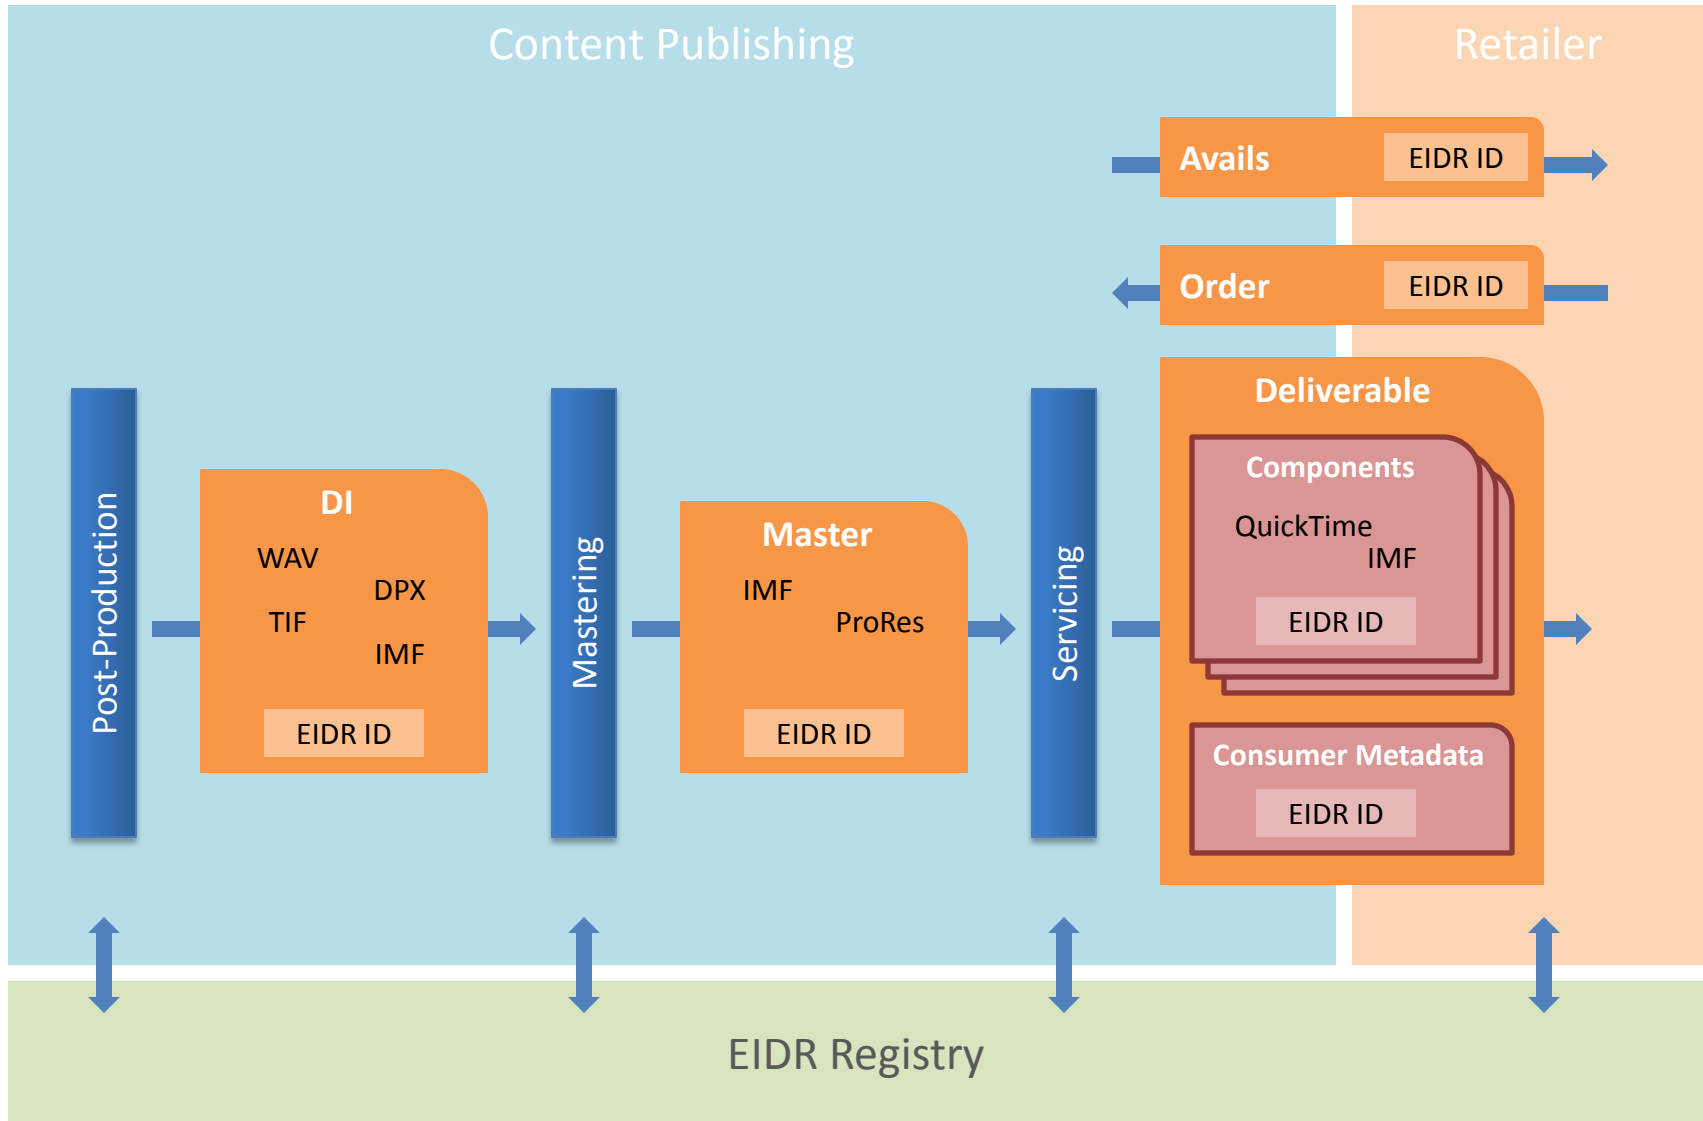 Content Publishing
Retailer
Avails
EIDR ID
Order
EIDR ID
Post-Production
DI
WAV
DPX
TIF
IMF
EIDR ID
Mastering
Master
IMF
ProRes
EIDR ID
Servicing
Deliverable
Components
QuickTime
IMF
EIDR ID
Consumer Metadata
EIDR ID
EIDR Registry